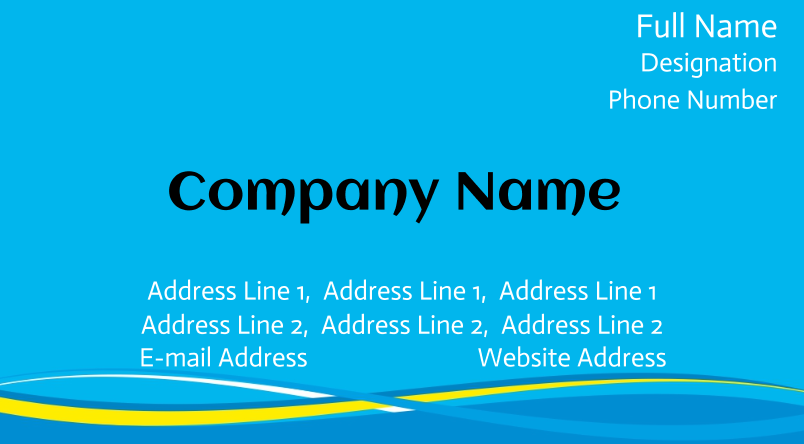 Full Name
Designation
Phone Number
Company Name
Address Line 1, Address Line 1, Address Line 1
Address Line 2, Address Line 2, Address Line 2
E-mail Address Website Address